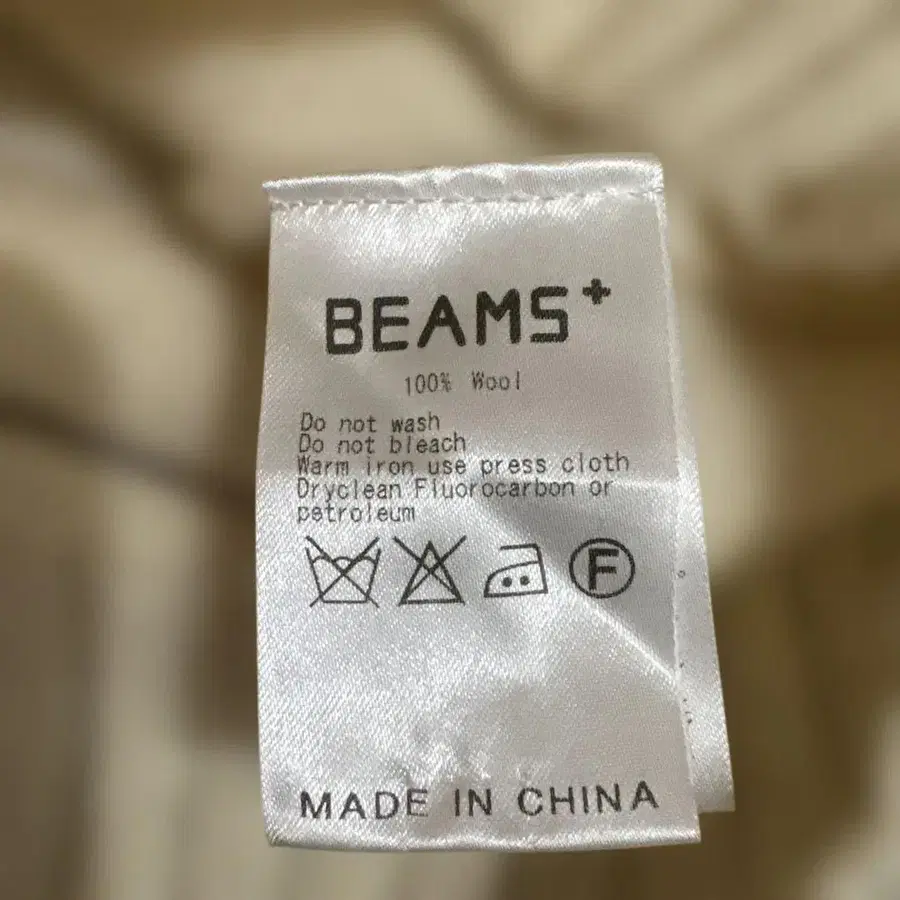 BEAMS+
100% Wool
Do not wash
Do not bleach
Warm iron use press cloth
Dryclean Fluorocarbon or
petroleum
F
MADE IN CHINA